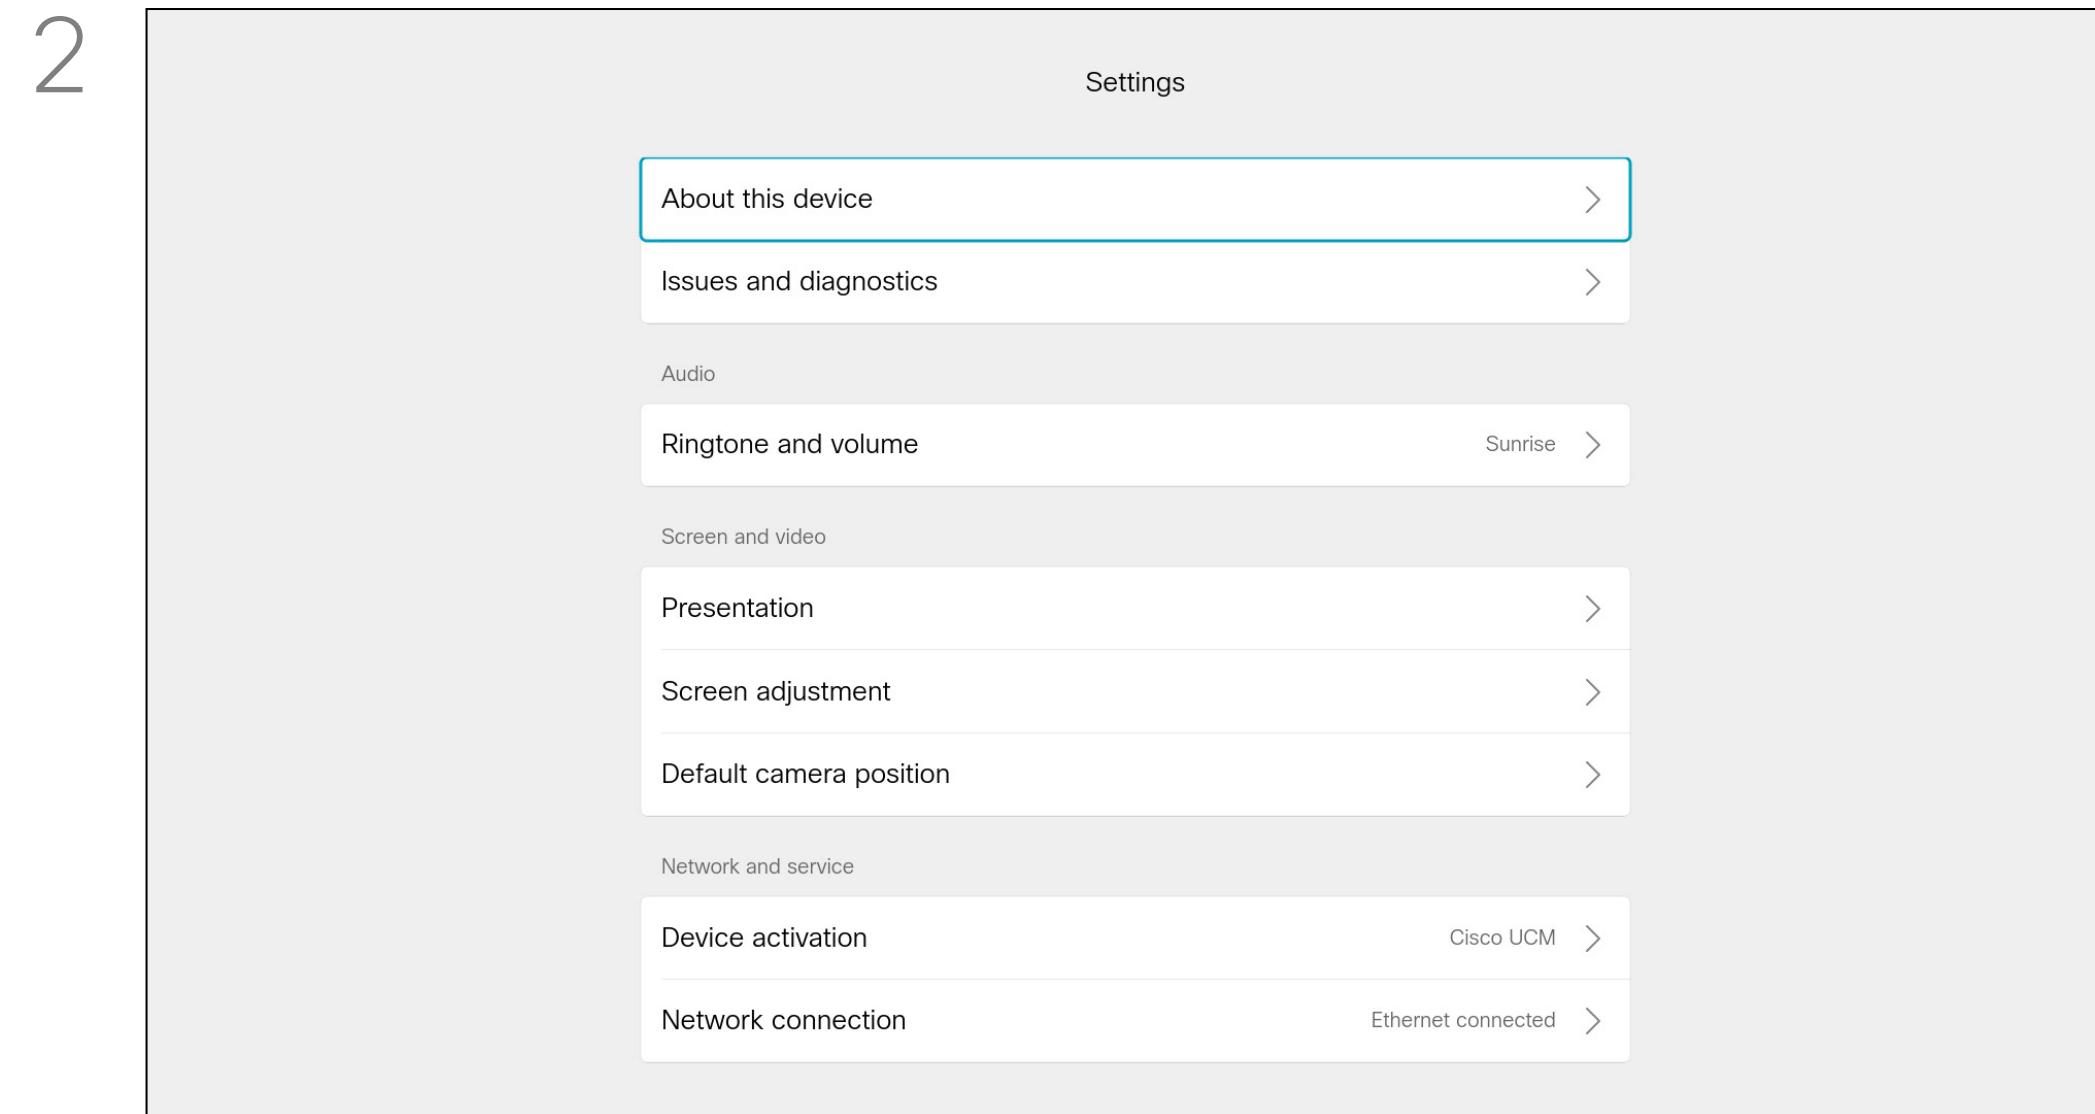 2
Settings
About this device
Issues and diagnostics
Audio
Ringtone and volume Sunrise
Screen and video
Presentation
Screen adjustment
Default camera position
Network and service
Device activation Cisco UCM
Network connection Ethernet connected